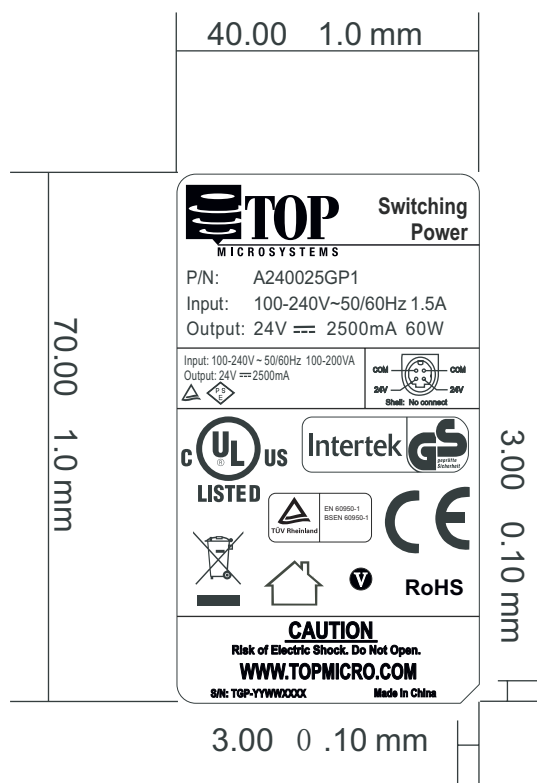 40.00 1.0 mm
TOP
MICROSYSTEMS
Switching
Power
P/N: A240025GP1
Input: 100-240V~50/60Hz 1.5A
Output: 24V ⎓ 2500mA 60W
Input: 100-240V ~ 50/60Hz 100-200VA
Output: 24V ⎓ 2500mA
P S
E
COM COM
24V 24V
Shell: No connect
C UL ® US
LISTED
Intertek
GS
geprüfte
Sicherheit
TÜV Rheinland
EN 60950-1
BSEN 60950-1
CE
V
RoHS
CAUTION
Risk of Electric Shock. Do Not Open.
WWW.TOPMICRO.COM
S/N: TGP-YYWWXXXX Made In China
70.00 1.0 mm
3.00 0.10 mm
3.00 0 .10 mm